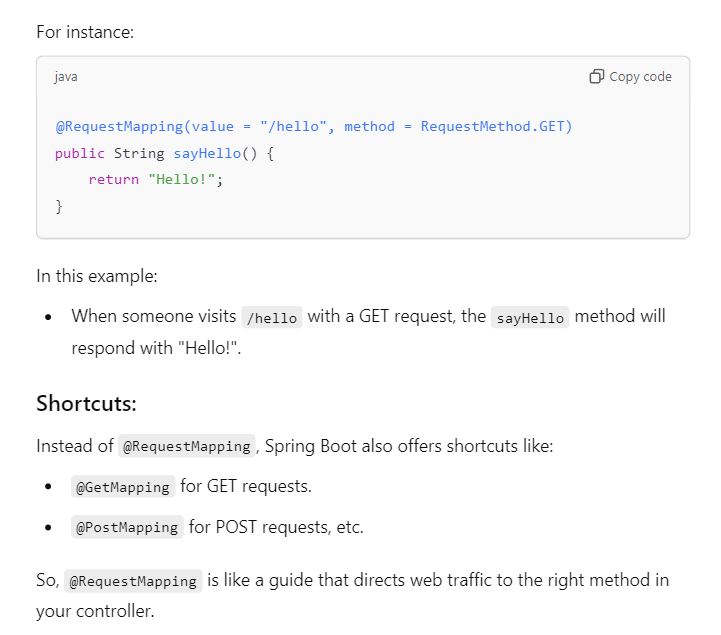 For instance:
java
Copy code
@RequestMapping(value = "/hello", method = RequestMethod.GET)
public String sayHello() {
    return "Hello!";
}
In this example:
• When someone visits /hello with a GET request, the sayHello method will
respond with "Hello!".
Shortcuts:
Instead of @RequestMapping, Spring Boot also offers shortcuts like:
• @GetMapping for GET requests.
• @PostMapping for POST requests, etc.
So, @RequestMapping is like a guide that directs web traffic to the right method in
your controller.